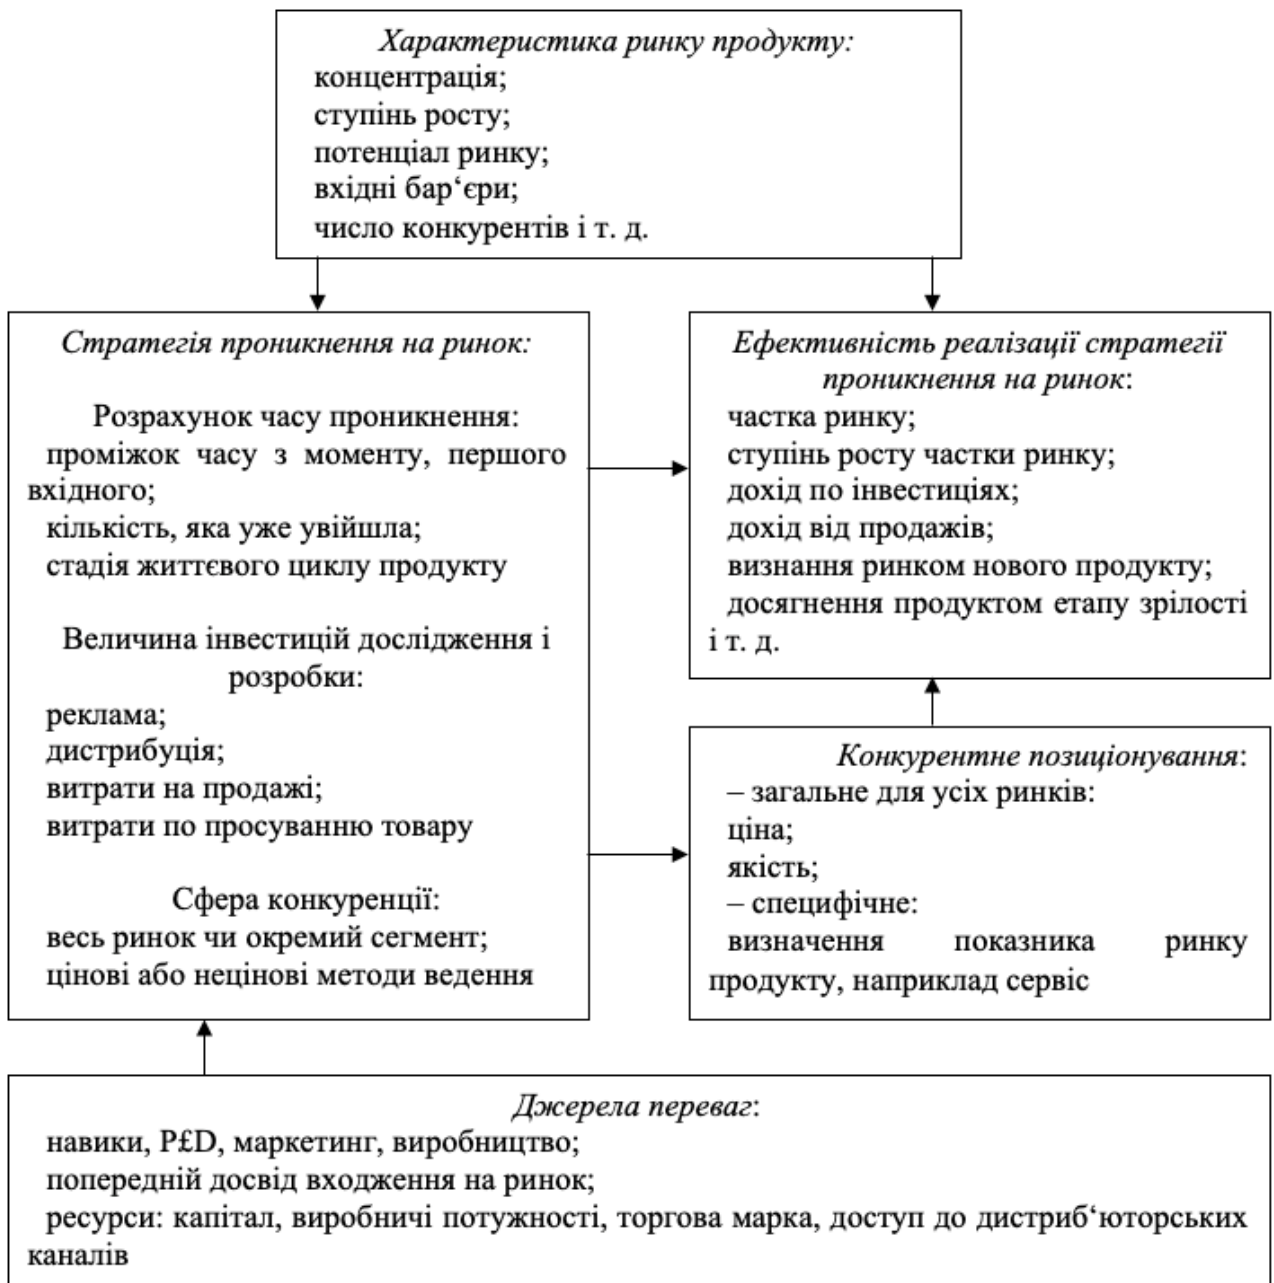 Характеристика ринку продукту:
концентрація;
ступінь росту;
потенціал ринку;
вхідні бар‘єри;
число конкурентів і т. д.
Стратегія проникнення на ринок:
Розрахунок часу проникнення:
проміжок часу з моменту, першого
вхідного;
кількість, яка уже увійшла;
стадія життєвого циклу продукту
Величина інвестицій дослідження і
розробки:
реклама;
дистрибуція;
витрати на продажі;
витрати по просуванню товару
Сфера конкуренції:
весь ринок чи окремий сегмент;
цінові або нецінові методи ведення
Ефективність реалізації стратегії
проникнення на ринок:
частка ринку;
ступінь росту частки ринку;
дохід по інвестиціях;
дохід від продажів;
визнання ринком нового продукту;
досягнення продуктом етапу зрілості
і т. д.
Конкурентне позиціонування:
– загальне для усіх ринків:
ціна;
якість;
– специфічне:
визначення показника ринку
продукту, наприклад сервіс
Джерела переваг:
навики, P£D, маркетинг, виробництво;
попередній досвід входження на ринок;
ресурси: капітал, виробничі потужності, торгова марка, доступ до дистриб‘юторських
каналів